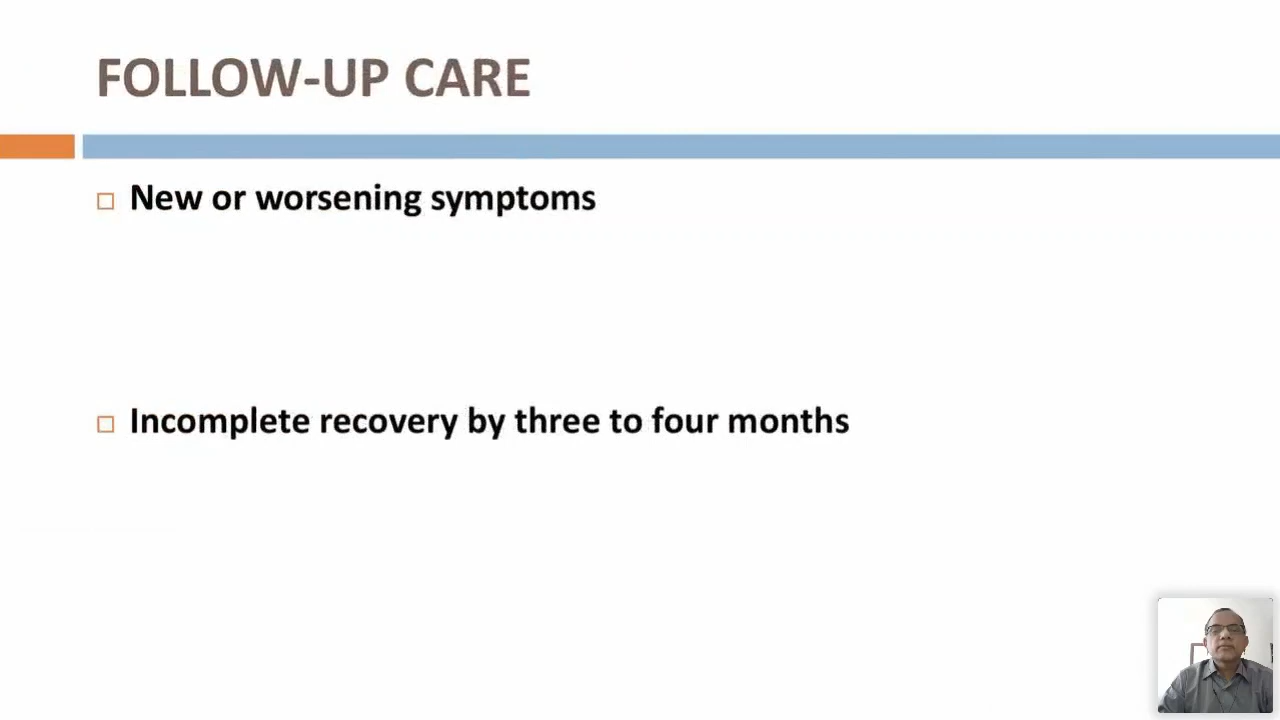 FOLLOW-UP CARE
New or worsening symptoms
Incomplete recovery by three to four months